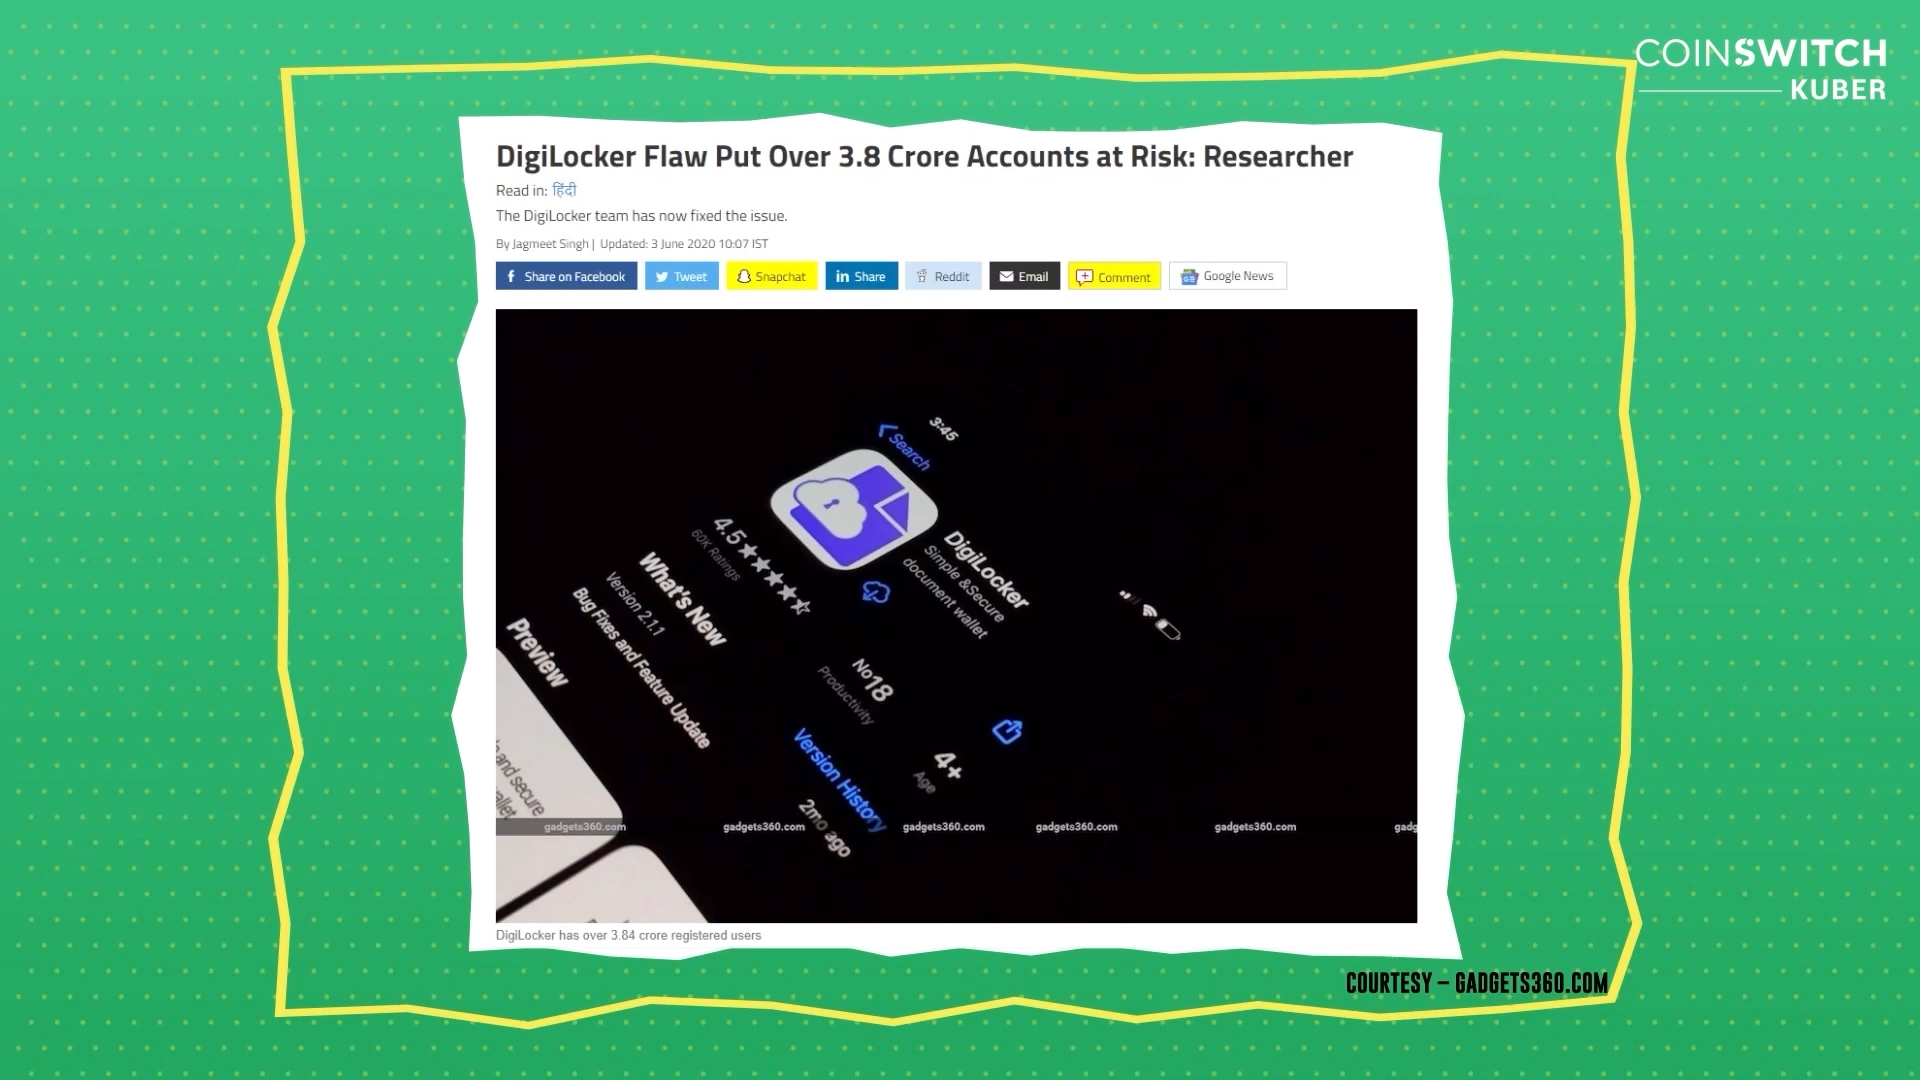 COINSWITCH
KUBER
DigiLocker Flaw Put Over 3.8 Crore Accounts at Risk: Researcher
Read in: हिंदी
The DigiLocker team has now fixed the issue.
By Jagmeet Singh | Updated: 3 June 2020 10:07 IST
Share on Facebook Tweet Snapchat Share Reddit Email Comment Google News
3:45
Search
DigiLocker
Simple &Secure
document wallet
4.5
60K Ratings
No18
Productivity
4+
Age
What's New
Version History
Version 2.1.1
2mo ago
Bug Fixes and Feature Update
Preview
and secure
gadgets360.com gadgets360.com gadgets360.com gadgets360.com gadgets360.com gadg
DigiLocker has over 3.84 crore registered users
COURTESY – GADGETS360.COM